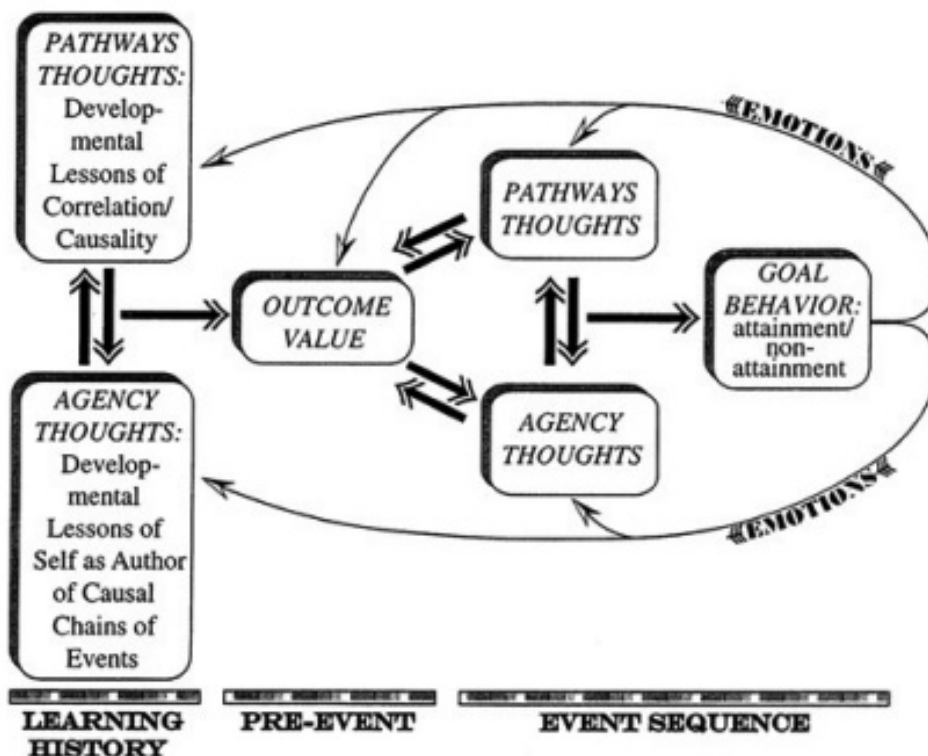 PATHWAYS
THOUGHTS:
Develop-
mental
Lessons of
Correlation/
Causality
AGENCY
THOUGHTS:
Develop-
mental
Lessons of
Self as Author
of Causal
Chains of
Events
OUTCOME
VALUE
PATHWAYS
THOUGHTS
AGENCY
THOUGHTS
GOAL
BEHAVIOR:
attainment/
non-
attainment
EMOTIONS
EMOTIONS
LEARNING
HISTORY
PRE-EVENT
EVENT SEQUENCE